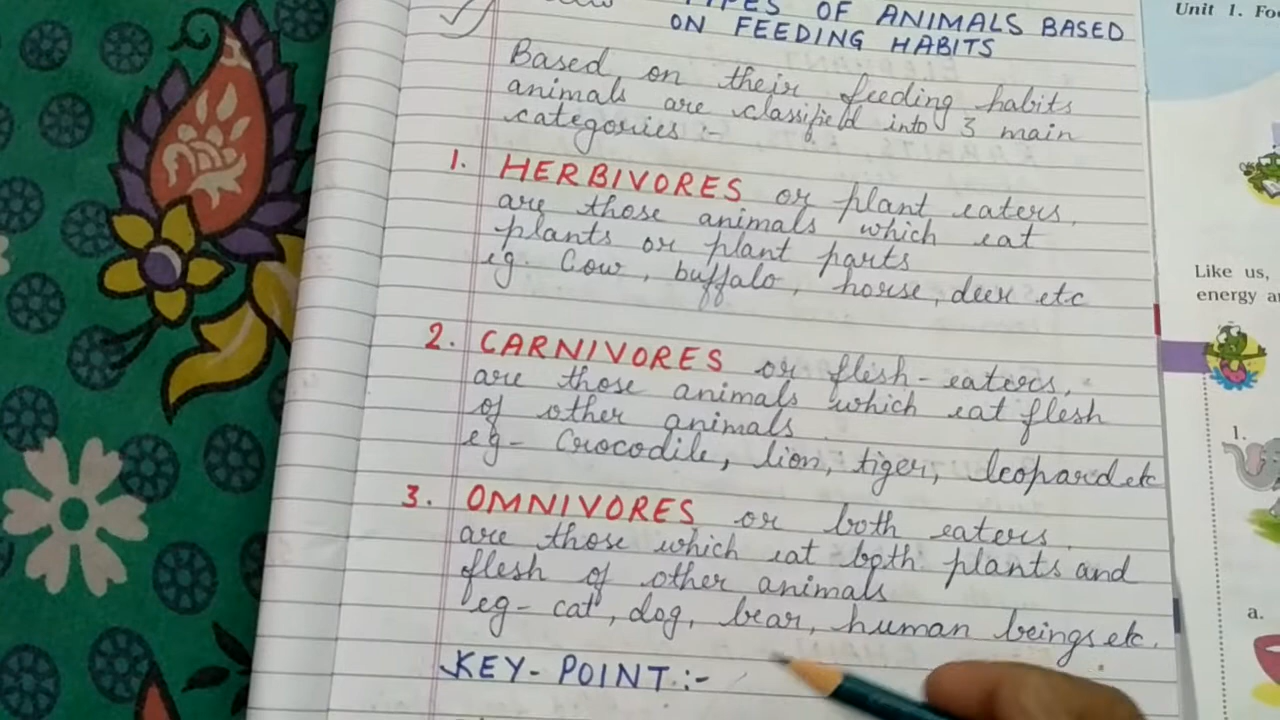 TYPES OF ANIMALS BASED
ON FEEDING HABITS
Based on their feeding habits
animals are classified into 3 main
categories :-
1. HERBIVORES or plant eaters.
are those animals which eat
plants or plant parts
eg- Cow, buffalo, horse, deer etc
2. CARNIVORES or flesh-eaters,
are those animals which eat flesh
of other animals.
eg- Crocodile, lion, tiger, leopard etc
3. OMNIVORES or both eaters.
are those which eat both plants and
flesh of other animals
eg- cat, dog, bear, human beings etc.
KEY-POINT :-
Unit 1. Fo
Like us,
energy a
1.
a.